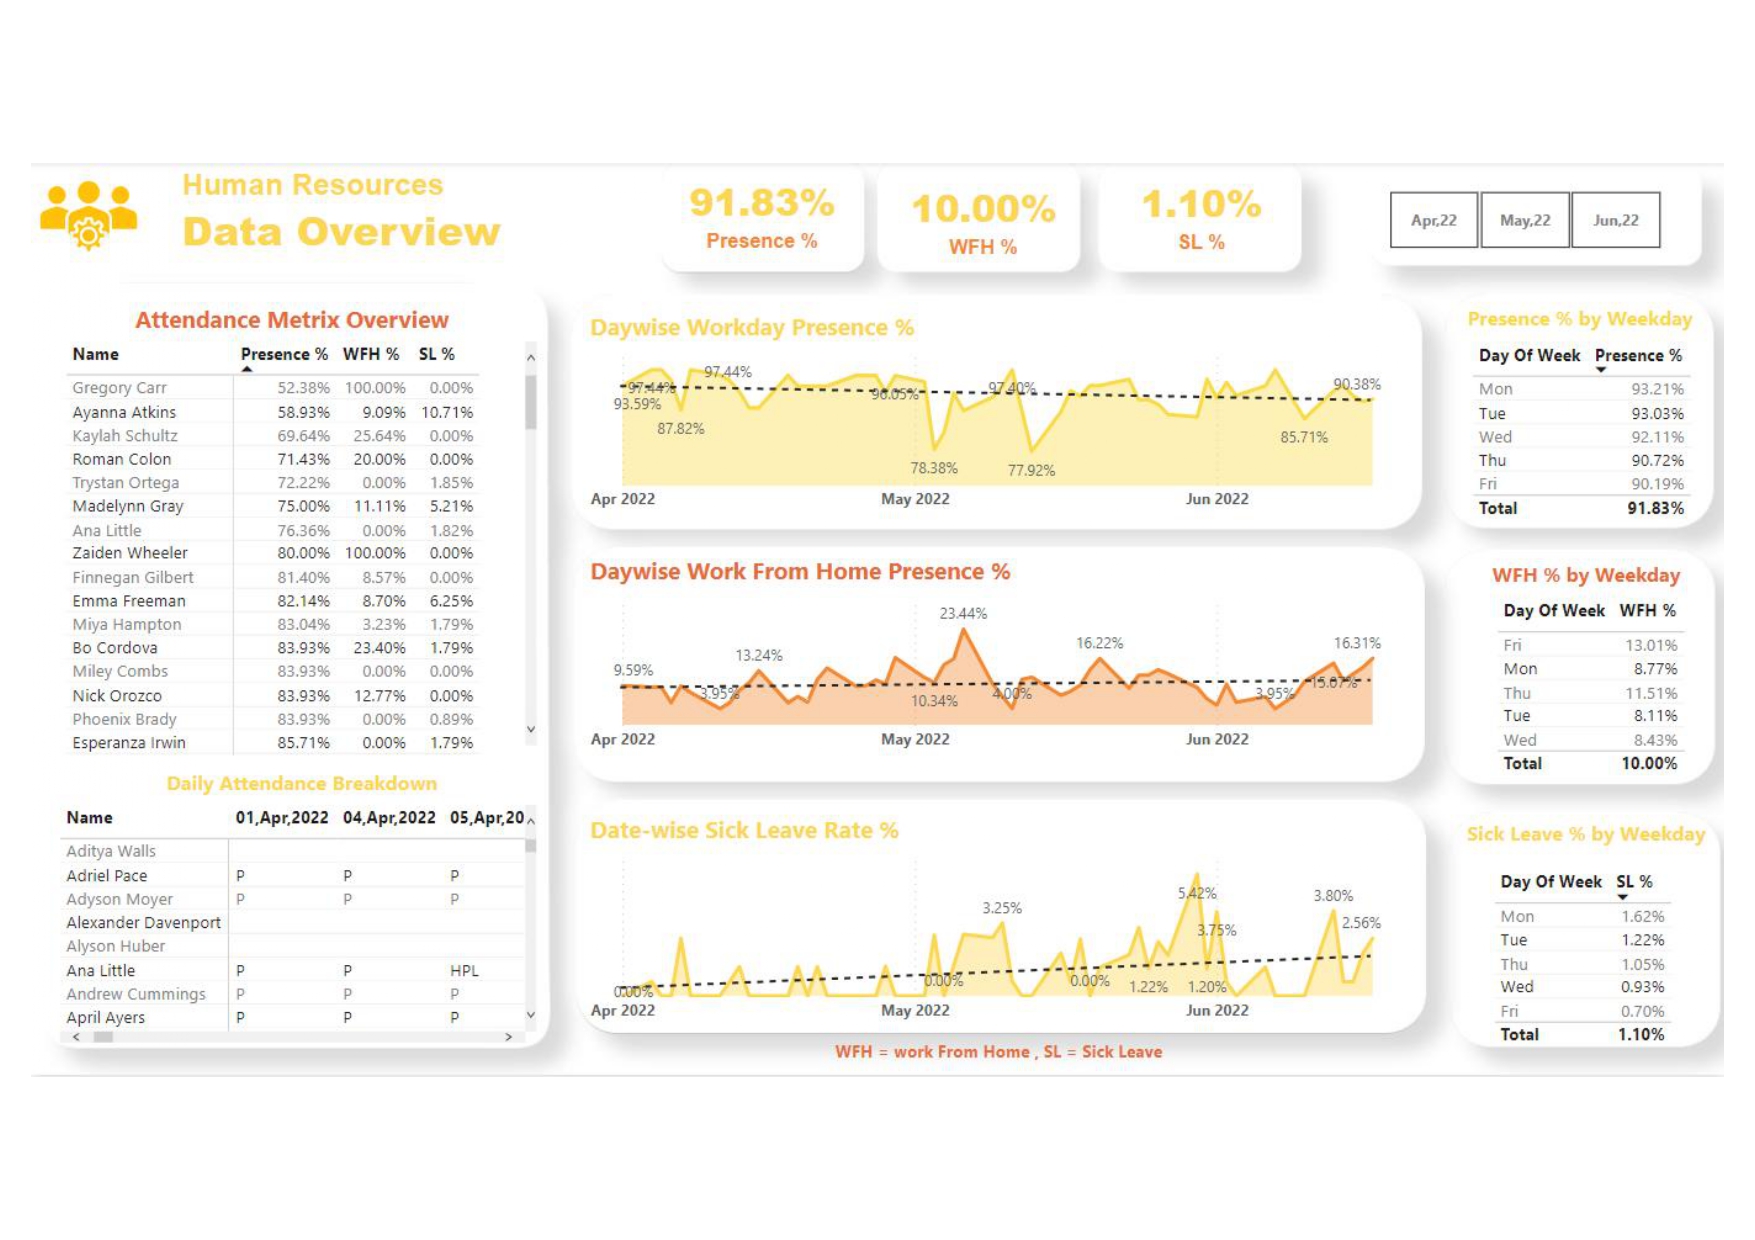 Human Resources
Data Overview
91.83%
Presence %
10.00%
WFH %
1.10%
SL %
Apr,22 May,22 Jun,22
Attendance Metrix Overview
Name Presence % WFH % SL %
Gregory Carr 52.38% 100.00% 0.00%
Ayanna Atkins 58.93% 9.09% 10.71%
Kaylah Schultz 69.64% 25.64% 0.00%
Roman Colon 71.43% 20.00% 0.00%
Trystan Ortega 72.22% 0.00% 1.85%
Madelynn Gray 75.00% 11.11% 5.21%
Ana Little 76.36% 0.00% 1.82%
Zaiden Wheeler 80.00% 100.00% 0.00%
Finnegan Gilbert 81.40% 8.57% 0.00%
Emma Freeman 82.14% 8.70% 6.25%
Miya Hampton 83.04% 3.23% 1.79%
Bo Cordova 83.93% 23.40% 1.79%
Miley Combs 83.93% 0.00% 0.00%
Nick Orozco 83.93% 12.77% 0.00%
Phoenix Brady 83.93% 0.00% 0.89%
Esperanza Irwin 85.71% 0.00% 1.79%
Daily Attendance Breakdown
Name 01,Apr,2022 04,Apr,2022 05,Apr,20
Aditya Walls
Adriel Pace P P P
Adyson Moyer P P P
Alexander Davenport
Alyson Huber
Ana Little P P HPL
Andrew Cummings P P P
April Ayers P P P
Daywise Workday Presence %
97.44%
97.44%
93.59%
87.82%
96.05%
78.38%
97.40%
77.92%
85.71%
90.38%
Apr 2022 May 2022 Jun 2022
Daywise Work From Home Presence %
9.59%
3.95%
13.24%
23.44%
10.34%
4.00%
16.22%
3.95%
15.07%
16.31%
Apr 2022 May 2022 Jun 2022
Date-wise Sick Leave Rate %
0.00%
0.00%
3.25%
0.00%
1.22%
5.42%
1.20%
3.75%
3.80%
2.56%
Apr 2022 May 2022 Jun 2022
WFH = work From Home , SL = Sick Leave
Presence % by Weekday
Day Of Week Presence %
Mon 93.21%
Tue 93.03%
Wed 92.11%
Thu 90.72%
Fri 90.19%
Total 91.83%
WFH % by Weekday
Day Of Week WFH %
Fri 13.01%
Mon 8.77%
Thu 11.51%
Tue 8.11%
Wed 8.43%
Total 10.00%
Sick Leave % by Weekday
Day Of Week SL %
Mon 1.62%
Tue 1.22%
Thu 1.05%
Wed 0.93%
Fri 0.70%
Total 1.10%